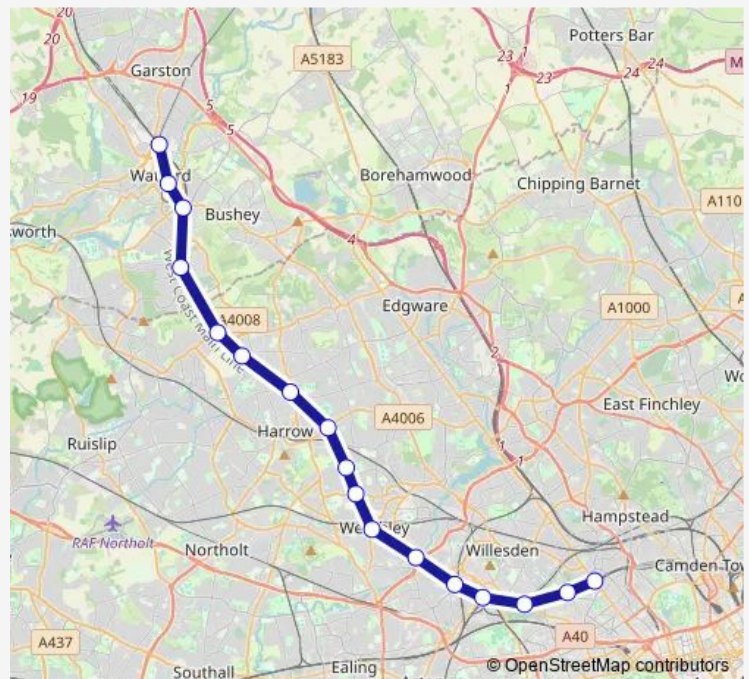 20
Potters Bar
20
A5183
23
1
Garston
23
24
24
M
19
5
5
Watford
Borehamwood
Chipping Barnet
A110
Bushey
sworth
4
West Coast Main Line
Edgware
A1000
A4008
2
Wo
East Finchley
A4006
Harrow
Ruislip
1
1
Hampstead
RAF Northolt
Northolt
Wembley
Willesden
Camden Tow
A437
A40
Southall
Ealing
© OpenStreetMap contributors